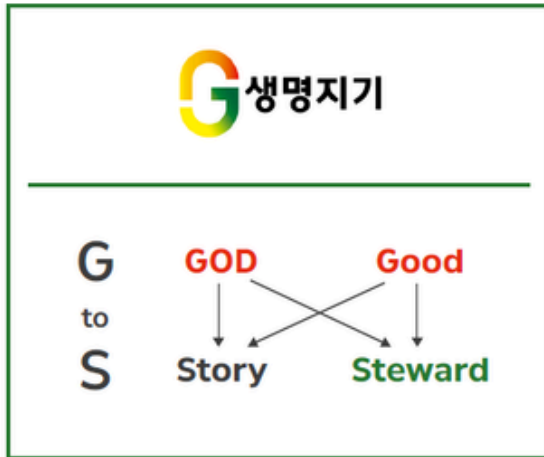 G생명지기
G
to
S
GOD Good
Story Steward